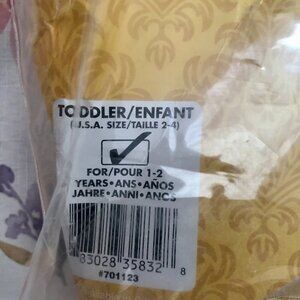 TODDLER/ENFANT
(U.S.A. SIZE/TAILLE 2-4)
FOR/POUR 1-2
YEARS•ANS•AÑOS
JAHRE•ANNI•ANOS
83028 35832 8
#701123